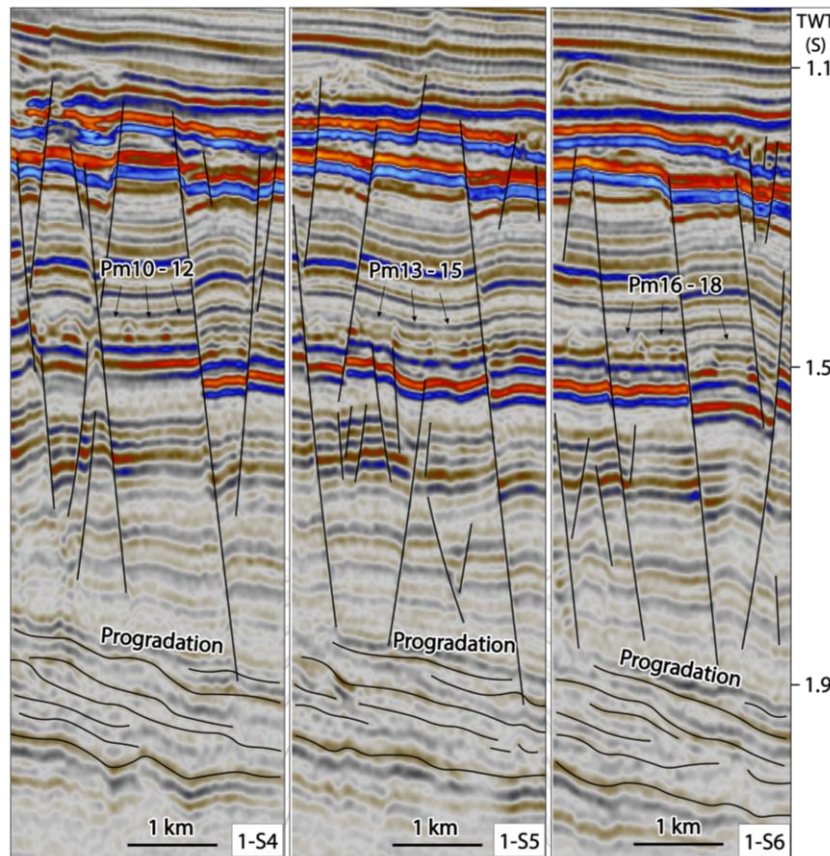 TWT
(S)
1.1
Pm10 - 12
Pm13 - 15
Pm16 - 18
1.5
Progradation
Progradation
Progradation
1.9
1 km
1-S4
1 km
1-S5
1 km
1-S6